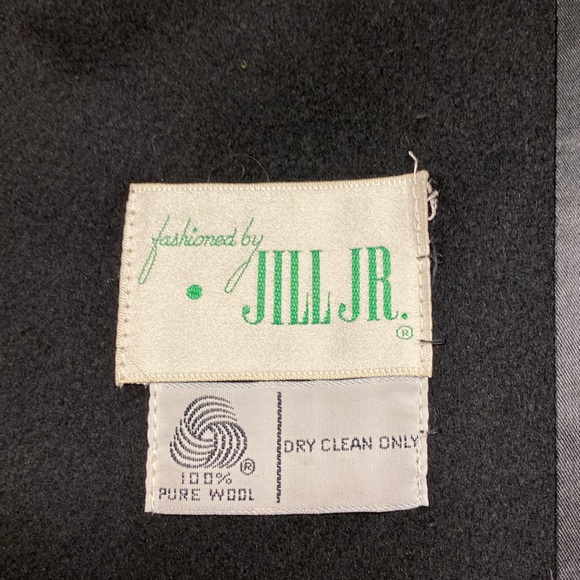 fashioned by
• JILL JR.®
®
100%
PURE WOOL
DRY CLEAN ONLY